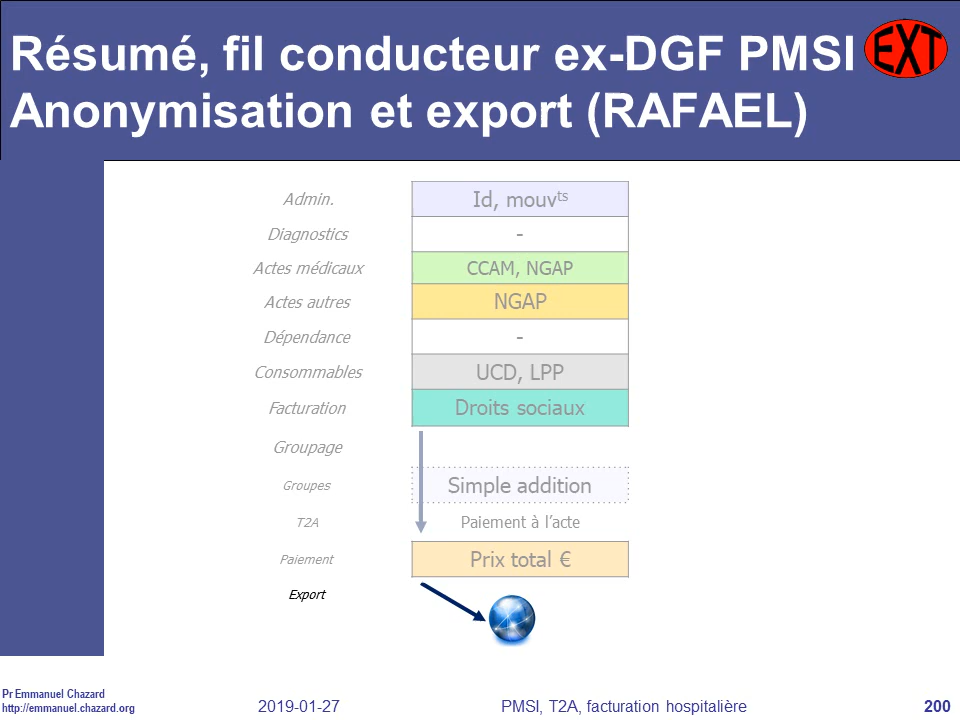 Résumé, fil conducteur ex-DGF PMSI
EXT
Anonymisation et export (RAFAEL)
Admin.
Id, mouvts
Diagnostics
-
Actes médicaux
CCAM, NGAP
Actes autres
NGAP
Dépendance
-
Consommables
UCD, LPP
Facturation
Droits sociaux
Groupage
Groupes
Simple addition
T2A
Paiement à l’acte
Paiement
Prix total €
Export
Pr Emmanuel Chazard
http://emmanuel.chazard.org
2019-01-27
PMSI, T2A, facturation hospitalière
200